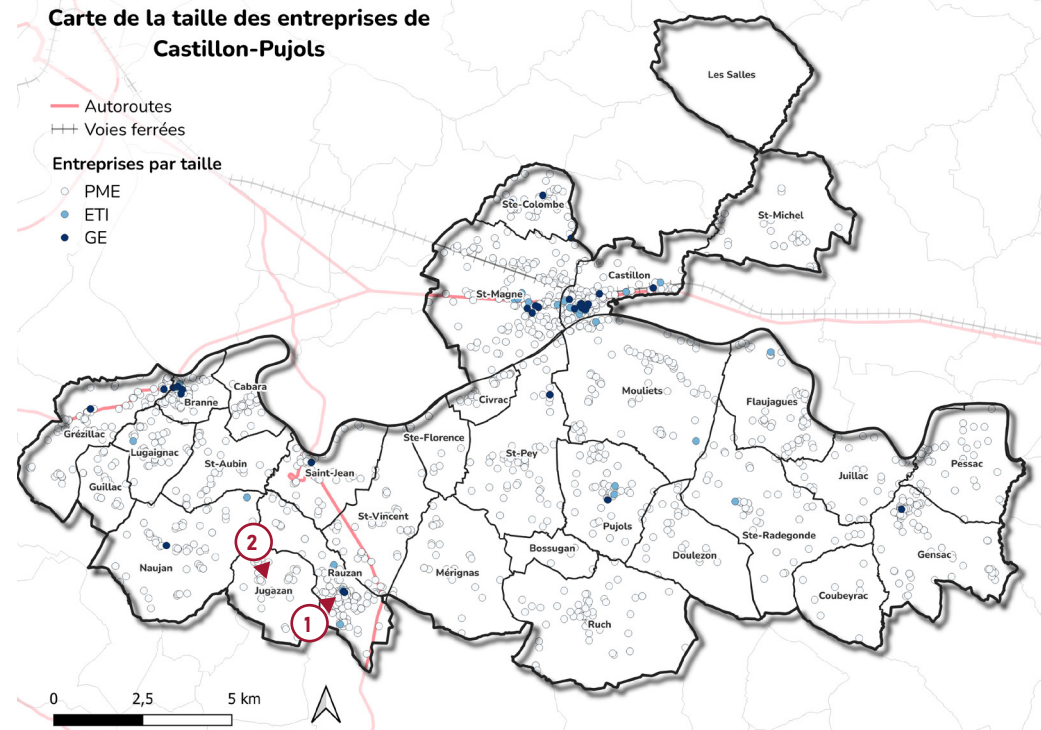 Carte de la taille des entreprises de
Castillon-Pujols
Autoroutes
Voies ferrées
Entreprises par taille
PME
ETI
GE
Les Salles
St-Michel
Ste-Colombe
Castillon
St-Magne
Mouliets
Flaujagues
Civrac
Cabara
Branne
Grézillac
Lugaignac
Ste-Florence
St-Pey
St-Aubin
Saint-Jean
Guillac
Juillac
Pessac
St-Vincent
Pujols
Ste-Radegonde
Bossugan
Doulezon
Gensac
Naujan
2
Jugazan
Rauzan
Mérignas
Coubeyrac
1
Ruch
0 2,5 5 km